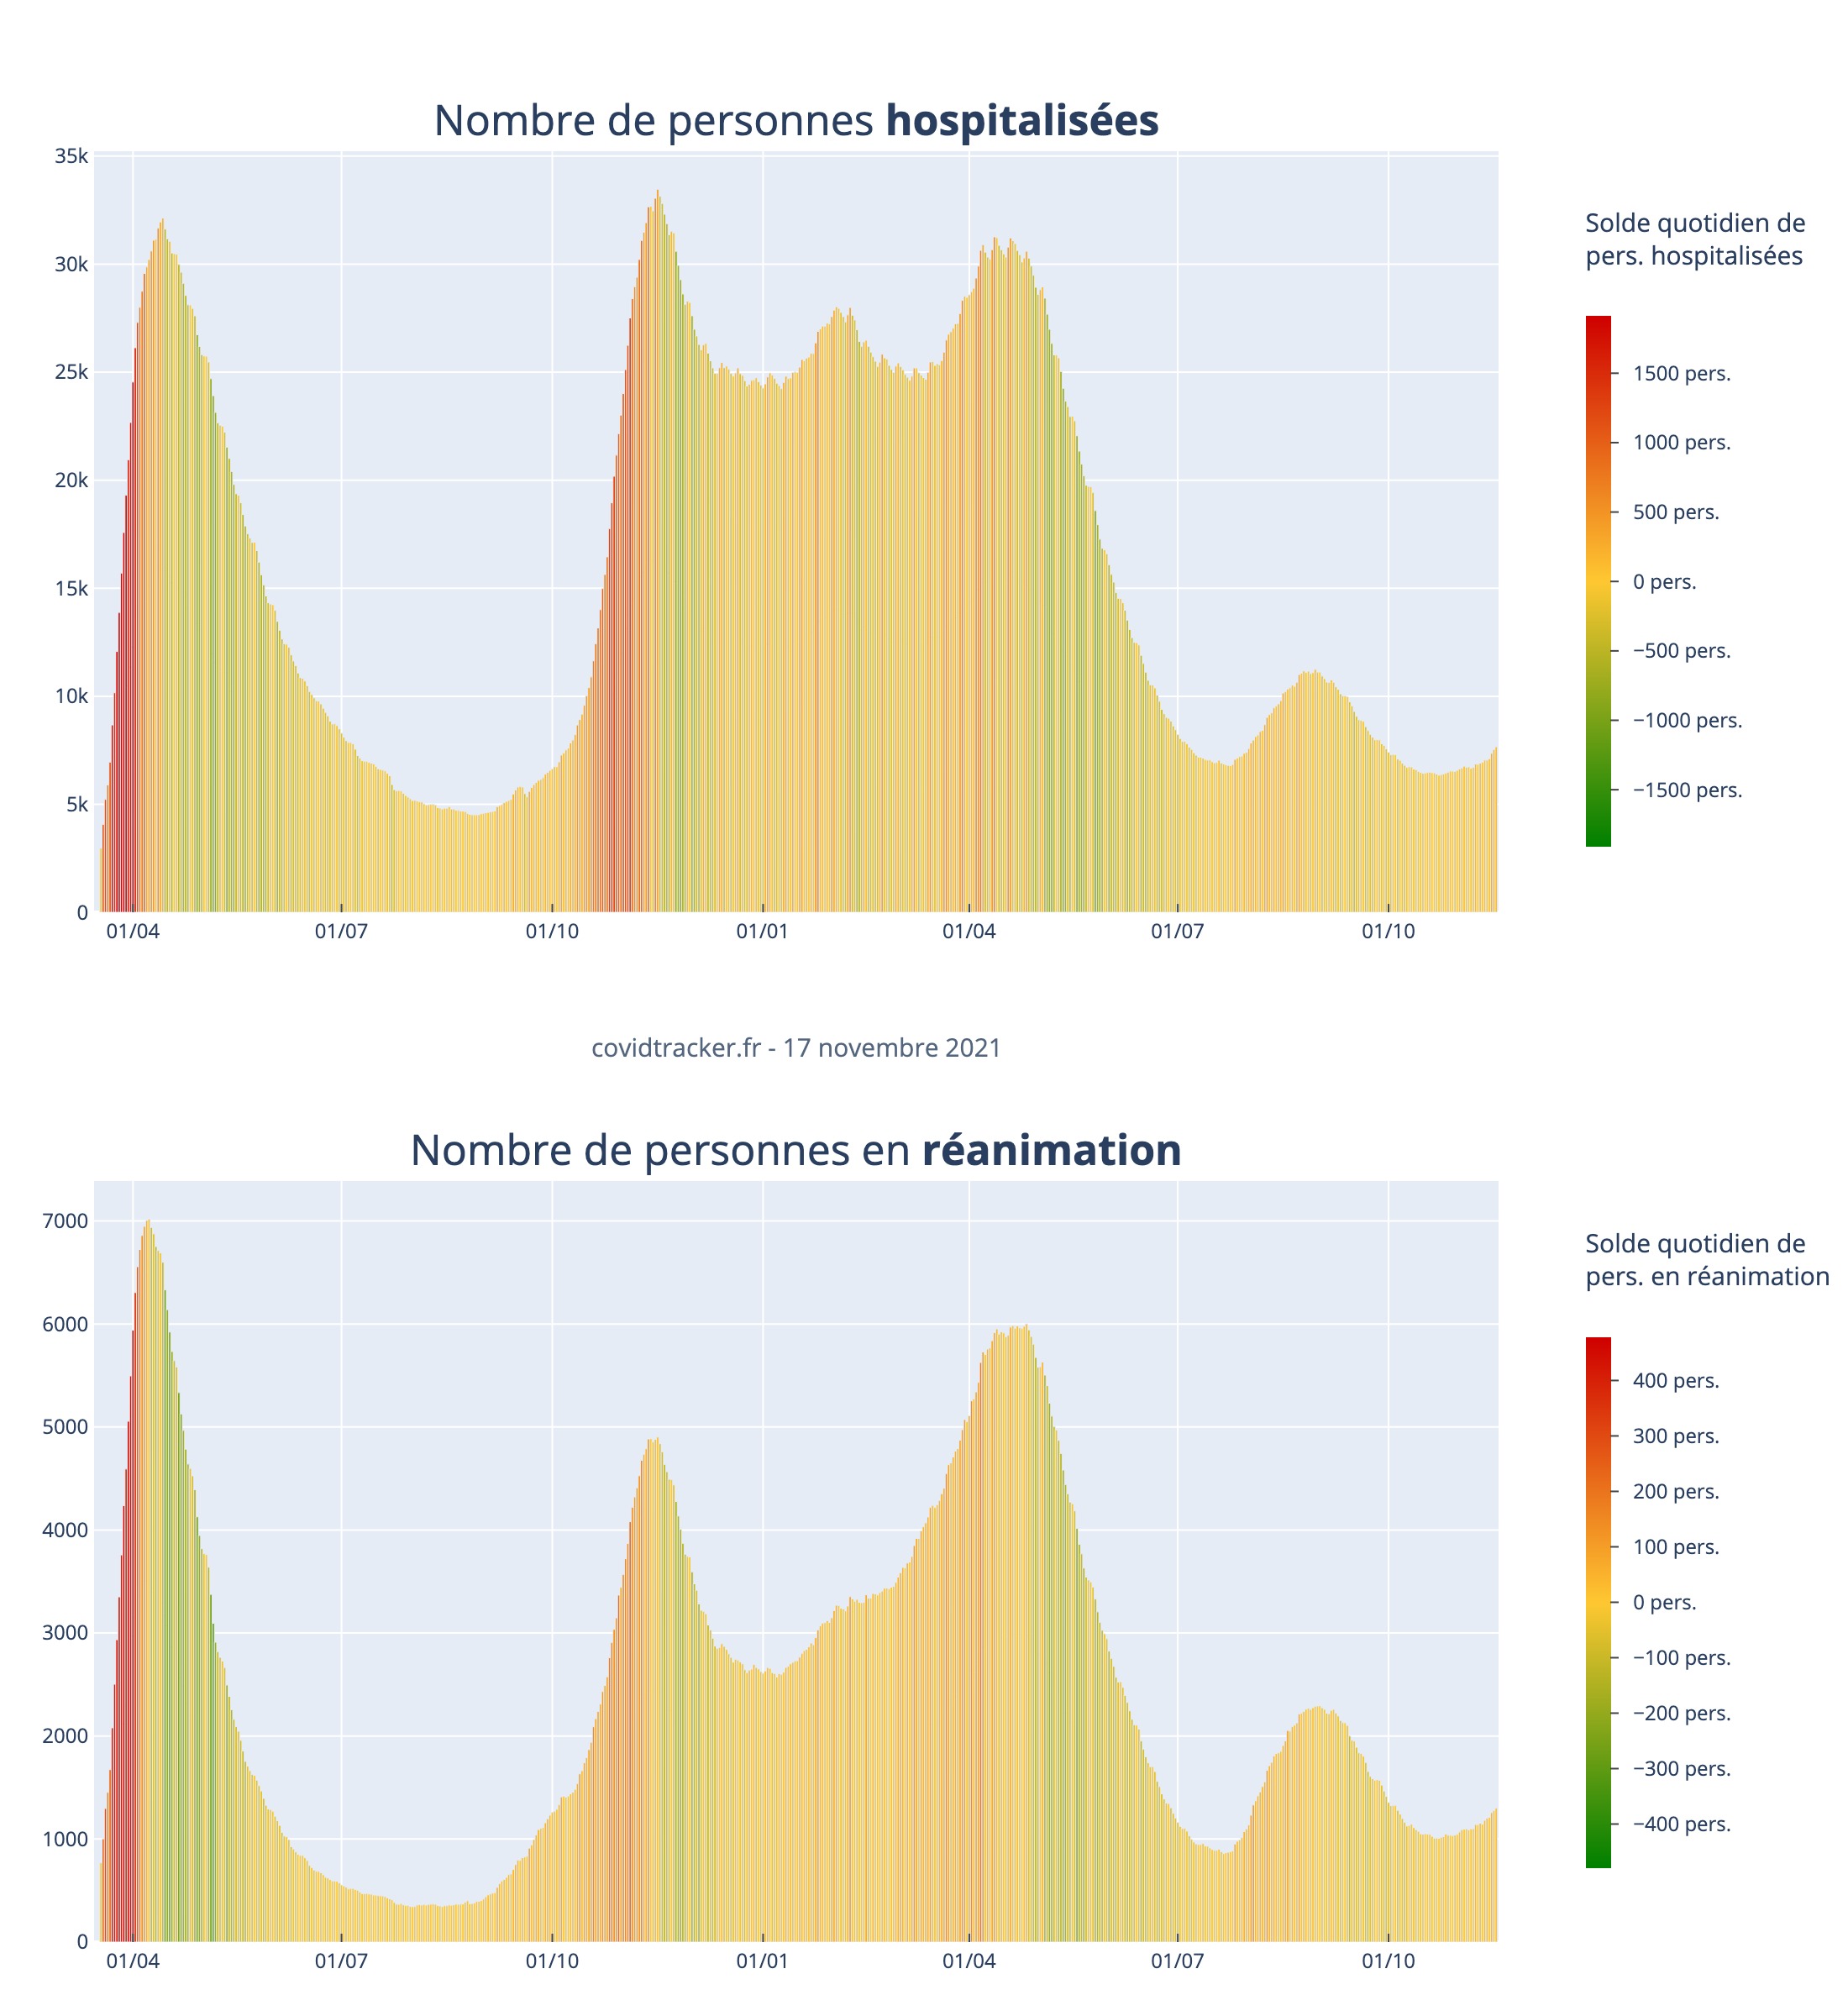 Nombre de personnes hospitalisées
35k
30k
25k
20k
15k
10k
5k
0
01/04 01/07 01/10 01/01 01/04 01/07 01/10
Solde quotidien de
pers. hospitalisées
1500 pers.
1000 pers.
500 pers.
0 pers.
−500 pers.
−1000 pers.
−1500 pers.
covidtracker.fr - 17 novembre 2021
Nombre de personnes en réanimation
7000
6000
5000
4000
3000
2000
1000
0
01/04 01/07 01/10 01/01 01/04 01/07 01/10
Solde quotidien de
pers. en réanimation
400 pers.
300 pers.
200 pers.
100 pers.
0 pers.
−100 pers.
−200 pers.
−300 pers.
−400 pers.